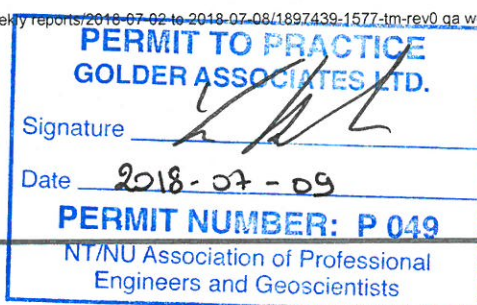 ekly reports/2018-07-02 to 2018-07-08/1897439-1577-tm-rev0 qa w
PERMIT TO PRACTICE
GOLDER ASSOCIATES LTD.
Signature
Date 2018-07-09
PERMIT NUMBER: P 049
NT/NU Association of Professional
Engineers and Geoscientists